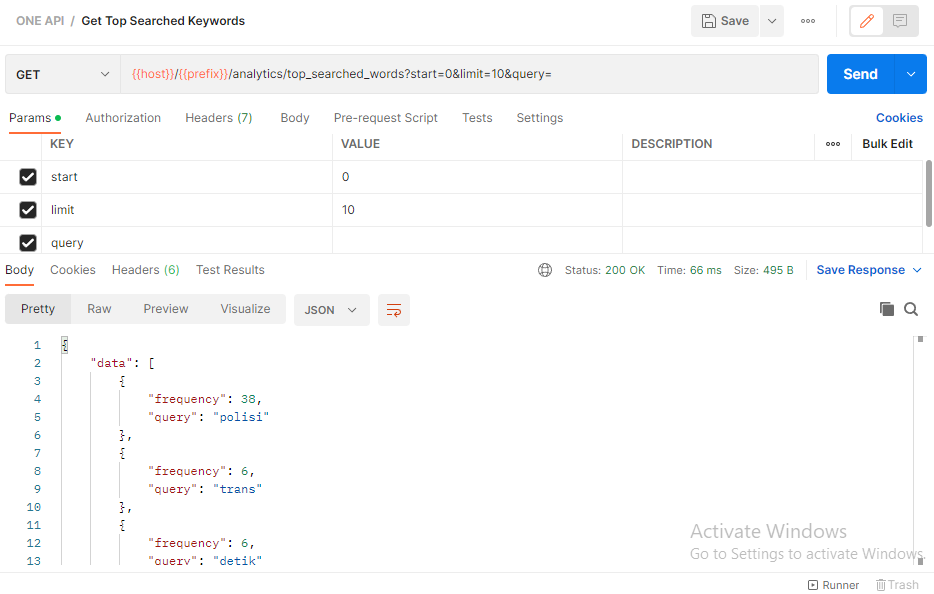 ONE API / Get Top Searched Keywords
Save
GET {{host}}/{{prefix}}/analytics/top_searched_words?start=0&limit=10&query= Send
Params Authorization Headers (7) Body Pre-request Script Tests Settings Cookies
KEY VALUE DESCRIPTION Bulk Edit
start 0
limit 10
query
Body Cookies Headers (6) Test Results Status: 200 OK Time: 66 ms Size: 495 B Save Response
Pretty Raw Preview Visualize JSON
1 {
2 "data": [
3 {
4 "frequency": 38,
5 "query": "polisi"
6 },
7 {
8 "frequency": 6,
9 "query": "trans"
10 },
11 {
12 "frequency": 6,
13 "query": "detik"
Activate Windows
Go to Settings to activate Windows.
Runner Trash